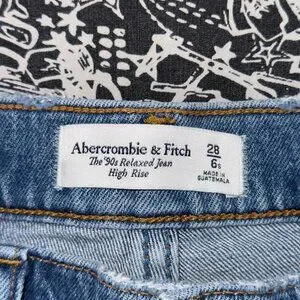 Abercrombie & Fitch
The '90s Relaxed Jean
High Rise
28
6s
MADE IN
GUATEMALA